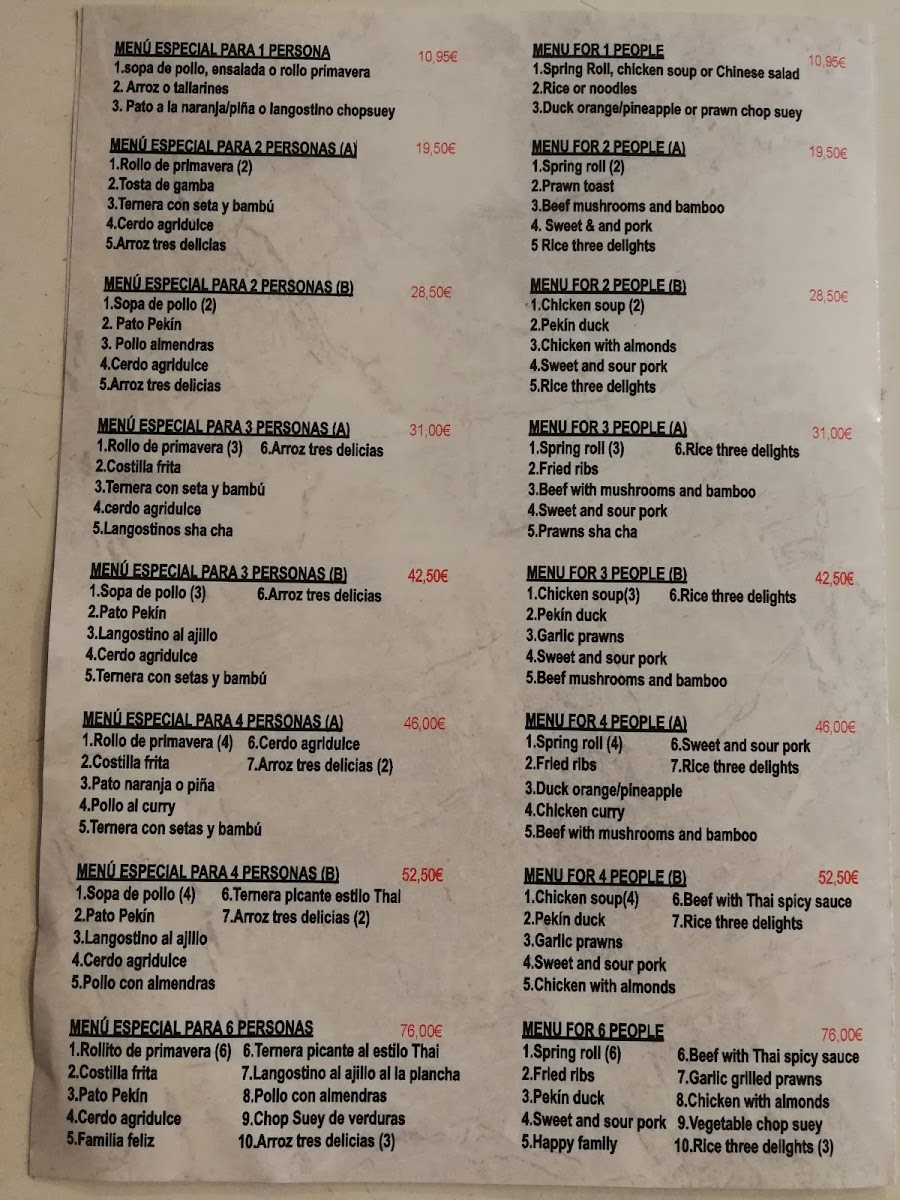 MENÚ ESPECIAL PARA 1 PERSONA 10,95€
1.sopa de pollo, ensalada o rollo primavera
2. Arroz o tallarines
3. Pato a la naranja/piña o langostino chopsuey
MENÚ ESPECIAL PARA 2 PERSONAS (A) 19,50€
1.Rollo de primavera (2)
2.Tosta de gamba
3.Ternera con seta y bambú
4.Cerdo agridulce
5.Arroz tres delicias
MENÚ ESPECIAL PARA 2 PERSONAS (B) 28,50€
1.Sopa de pollo (2)
2. Pato Pekín
3. Pollo almendras
4.Cerdo agridulce
5.Arroz tres delicias
MENÚ ESPECIAL PARA 3 PERSONAS (A) 31,00€
1.Rollo de primavera (3) 6.Arroz tres delicias
2.Costilla frita
3.Ternera con seta y bambú
4.cerdo agridulce
5.Langostinos sha cha
MENÚ ESPECIAL PARA 3 PERSONAS (B) 42,50€
1.Sopa de pollo (3) 6.Arroz tres delicias
2.Pato Pekín
3.Langostino al ajillo
4.Cerdo agridulce
5.Ternera con setas y bambú
MENÚ ESPECIAL PARA 4 PERSONAS (A) 46,00€
1.Rollo de primavera (4) 6.Cerdo agridulce
2.Costilla frita 7.Arroz tres delicias (2)
3.Pato naranja o piña
4.Pollo al curry
5.Ternera con setas y bambú
MENÚ ESPECIAL PARA 4 PERSONAS (B) 52,50€
1.Sopa de pollo (4) 6.Ternera picante estilo Thai
2.Pato Pekín 7.Arroz tres delicias (2)
3.Langostino al ajillo
4.Cerdo agridulce
5.Pollo con almendras
MENÚ ESPECIAL PARA 6 PERSONAS 76,00€
1.Rollito de primavera (6) 6.Ternera picante al estilo Thai
2.Costilla frita 7.Langostino al ajillo al la plancha
3.Pato Pekín 8.Pollo con almendras
4.Cerdo agridulce 9.Chop Suey de verduras
5.Familia feliz 10.Arroz tres delicias (3)
MENU FOR 1 PEOPLE 10,95€
1.Spring Roll, chicken soup or Chinese salad
2.Rice or noodles
3.Duck orange/pineapple or prawn chop suey
MENU FOR 2 PEOPLE (A) 19,50€
1.Spring roll (2)
2.Prawn toast
3.Beef mushrooms and bamboo
4. Sweet & and pork
5 Rice three delights
MENU FOR 2 PEOPLE (B) 28,50€
1.Chicken soup (2)
2.Pekín duck
3.Chicken with almonds
4.Sweet and sour pork
5.Rice three delights
MENU FOR 3 PEOPLE (A) 31,00€
1.Spring roll (3) 6.Rice three delights
2.Fried ribs
3.Beef with mushrooms and bamboo
4.Sweet and sour pork
5.Prawns sha cha
MENU FOR 3 PEOPLE (B) 42,50€
1.Chicken soup(3) 6.Rice three delights
2.Pekín duck
3.Garlic prawns
4.Sweet and sour pork
5.Beef mushrooms and bamboo
MENU FOR 4 PEOPLE (A) 46,00€
1.Spring roll (4) 6.Sweet and sour pork
2.Fried ribs 7.Rice three delights
3.Duck orange/pineapple
4.Chicken curry
5.Beef with mushrooms and bamboo
MENU FOR 4 PEOPLE (B) 52,50€
1.Chicken soup(4) 6.Beef with Thai spicy sauce
2.Pekín duck 7.Rice three delights
3.Garlic prawns
4.Sweet and sour pork
5.Chicken with almonds
MENU FOR 6 PEOPLE 76,00€
1.Spring roll (6) 6.Beef with Thai spicy sauce
2.Fried ribs 7.Garlic grilled prawns
3.Pekín duck 8.Chicken with almonds
4.Sweet and sour pork 9.Vegetable chop suey
5.Happy family 10.Rice three delights (3)